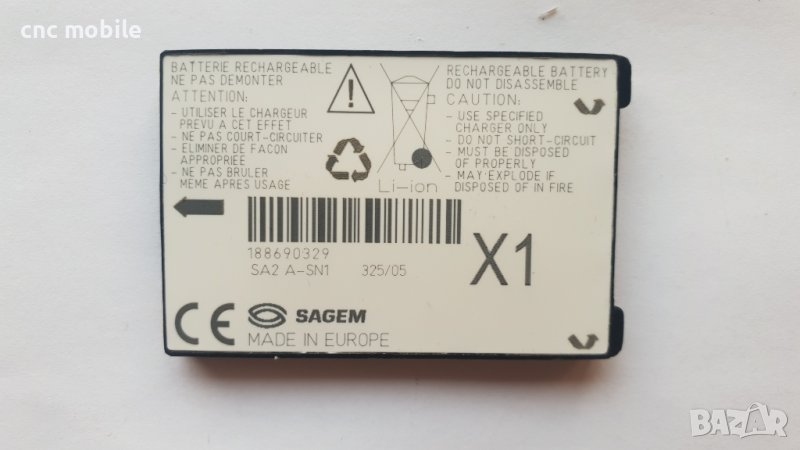 cnc mobile
BATTERIE RECHARGEABLE
NE PAS DEMONTER
ATTENTION:
- UTILISER LE CHARGEUR
PREVU A CET EFFET
- NE PAS COURT-CIRCUITER
- ELIMINER DE FACON
APPROPRIEE
- NE PAS BRULER
MEME APRES USAGE
Li-ion
RECHARGEABLE BATTERY
DO NOT DISASSEMBLE
CAUTION:
- USE SPECIFIED
CHARGER ONLY
- DO NOT SHORT-CIRCUIT
- MUST BE DISPOSED
OF PROPERLY
- MAY EXPLODE IF
DISPOSED OF IN FIRE
188690329
SA2 A-SN1 325/05
X1
CE SAGEM
MADE IN EUROPE
BAZAR